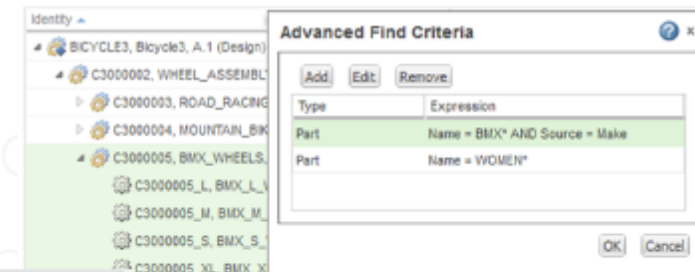 Identity
BICYCLE3, Bicycle3, A.1 (Design)
C3000002, WHEEL_ASSEMBL
C3000003, ROAD_RACING
C3000004, MOUNTAIN_BIK
C3000005, BMX_WHEELS,
C3000005_L, BMX_L_
C3000005_M, BMX_M_
C3000005_S, BMX_S_
C3000005_XL, BMX_X
Advanced Find Criteria
Add Edit Remove
Type Expression
Part Name = BMX* AND Source = Make
Part Name = WOMEN*
OK Cancel